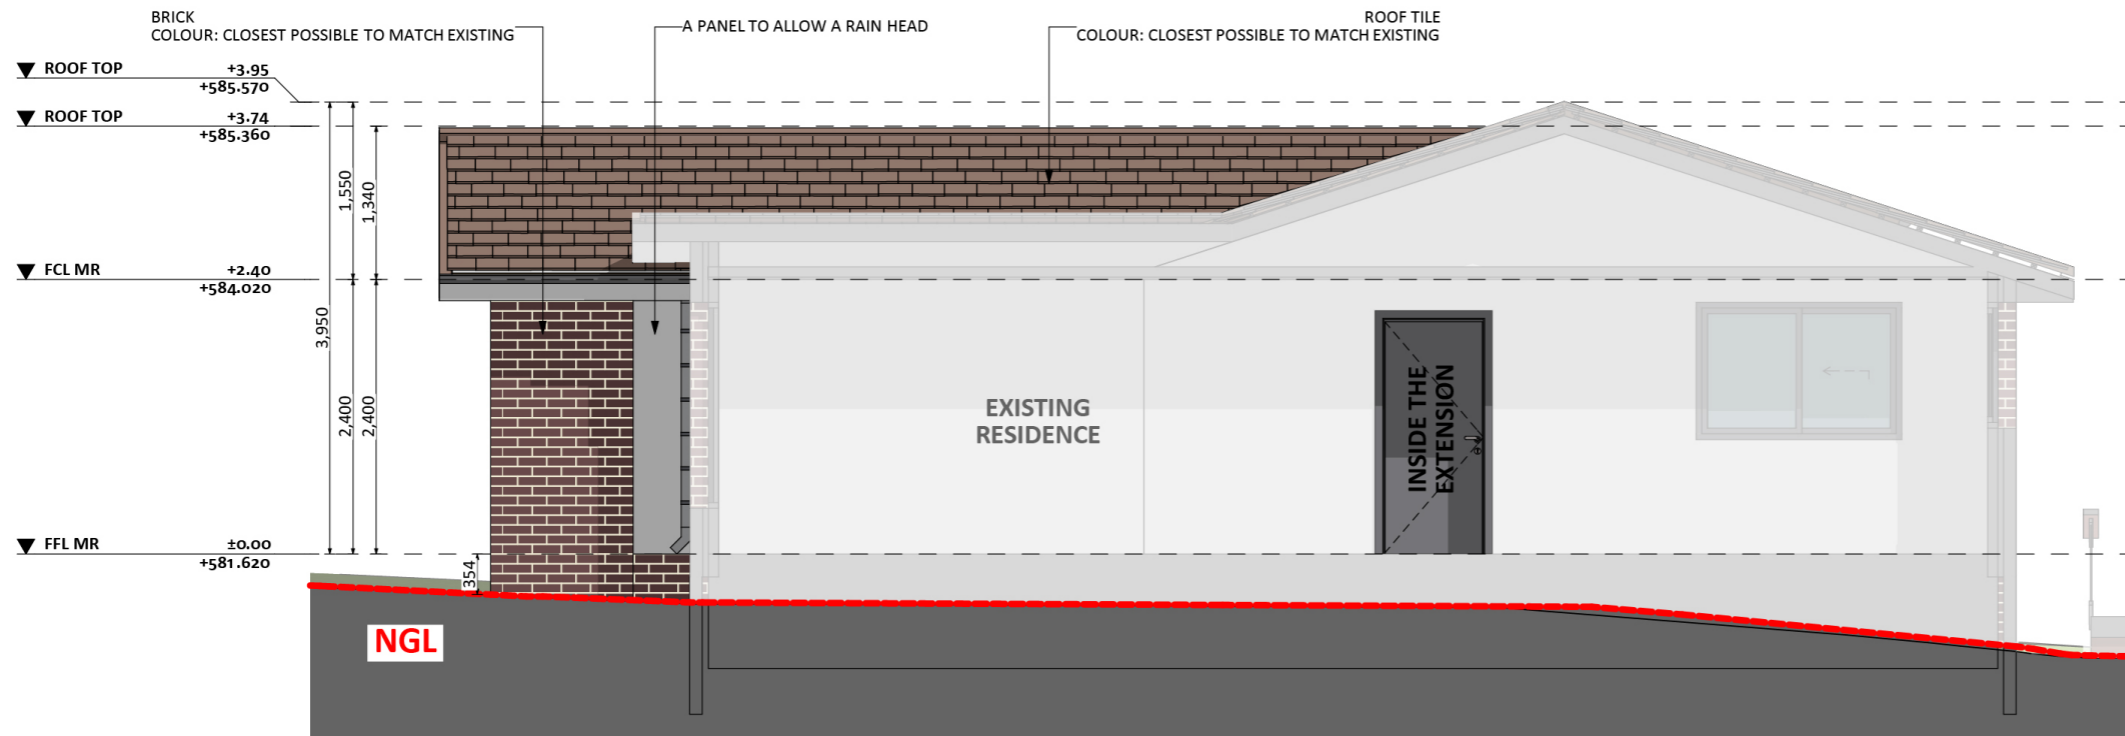 BRICK
COLOUR: CLOSEST POSSIBLE TO MATCH EXISTING
A PANEL TO ALLOW A RAIN HEAD
ROOF TILE
COLOUR: CLOSEST POSSIBLE TO MATCH EXISTING
ROOF TOP +3.95
+585.570
ROOF TOP +3.74
+585.360
1,550
1,340
FCL MR +2.40
+584.020
3,950
2,400
2,400
EXISTING
RESIDENCE
INSIDE THE
EXTENSION
FFL MR ±0.00
+581.620
354
NGL